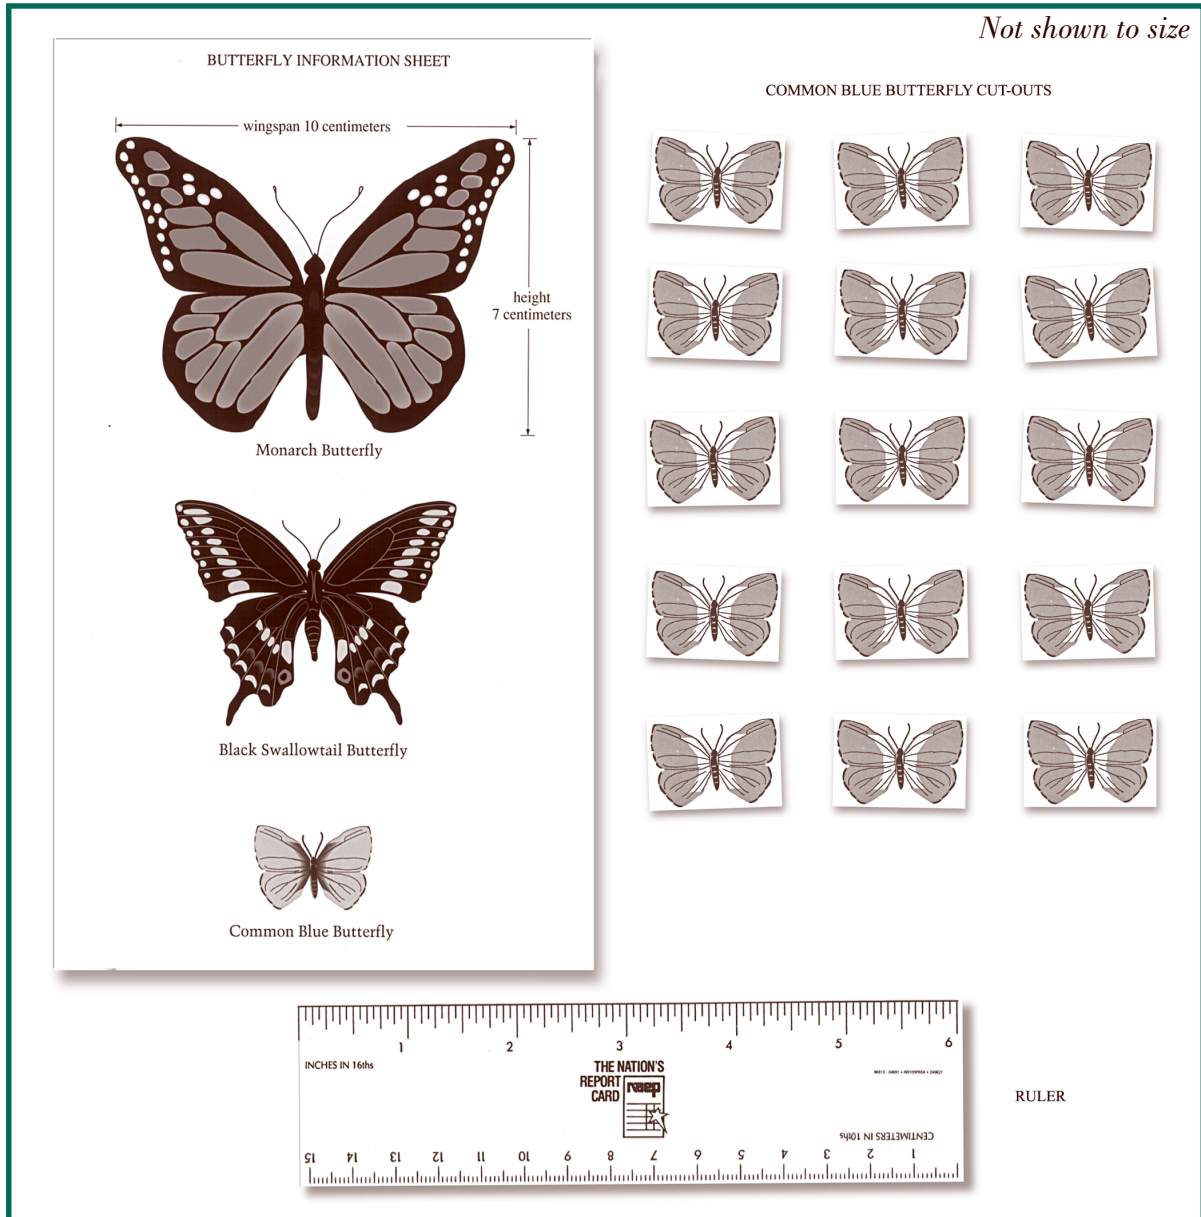 Not shown to size
BUTTERFLY INFORMATION SHEET
wingspan 10 centimeters
height
7 centimeters
Monarch Butterfly
Black Swallowtail Butterfly
Common Blue Butterfly
COMMON BLUE BUTTERFLY CUT-OUTS
1 2 3 4 5 6
INCHES IN 16ths
THE NATION'S
REPORT
CARD
naep
RULER
CENTIMETERS IN 10ths
15 14 13 12 11 10 9 8 7 6 5 4 3 2 1